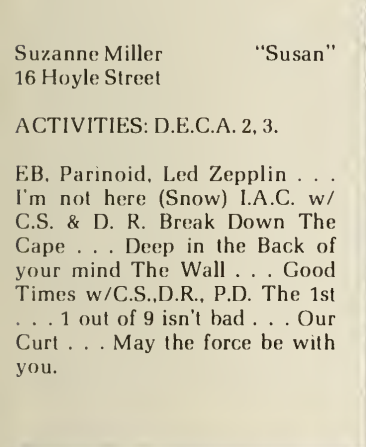 Suzanne Miller "Susan"
16 Hoyle Street
ACTIVITIES: D.E.C.A. 2, 3.
EB, Parinoid, Led Zepplin . . .
I'm not here (Snow) I.A.C. w/
C.S. & D. R. Break Down The
Cape . . . Deep in the Back of
your mind The Wall . . . Good
Times w/C.S.,D.R., P.D. The 1st
. . . 1 out of 9 isn't bad . . . Our
Curt . . . May the force be with
you.